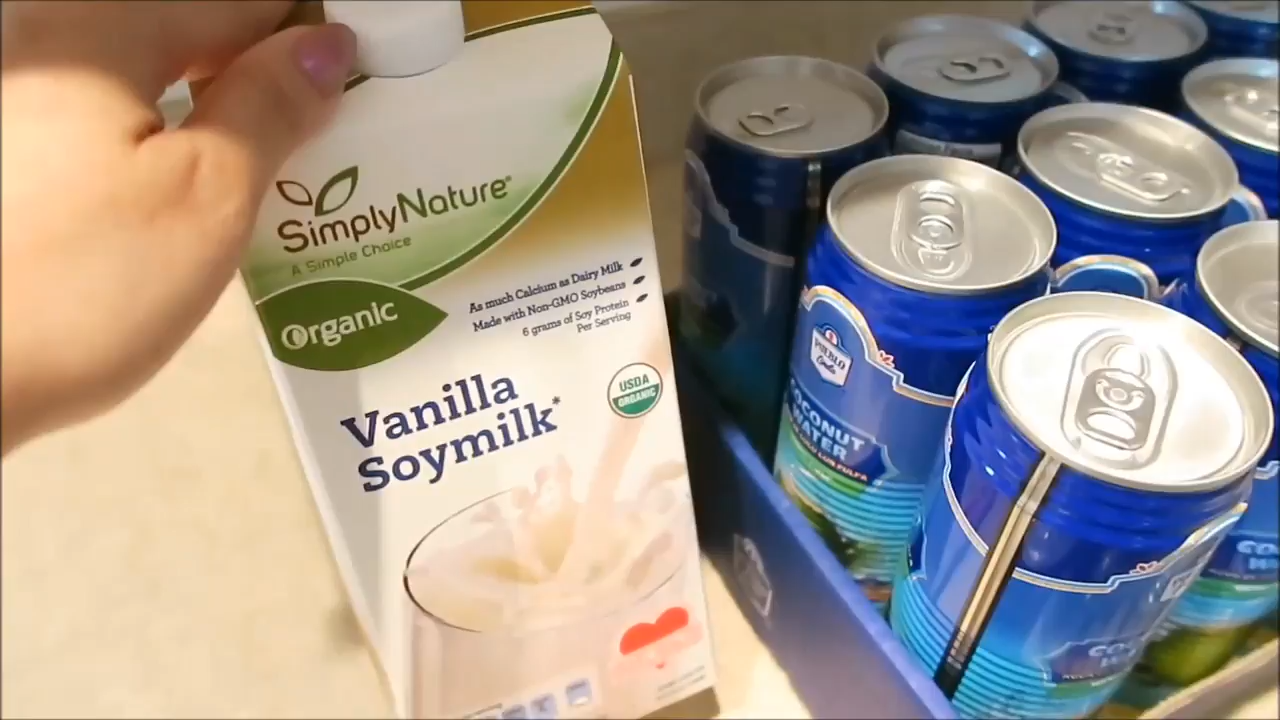 SimplyNature®
A Simple Choice
Organic
As much Calcium as Dairy Milk
Made with Non-GMO Soybeans
6 grams of Soy Protein
Per Serving
USDA
ORGANIC
Vanilla
Soymilk*
PUEBLO
Lindo
COCONUT
WATER